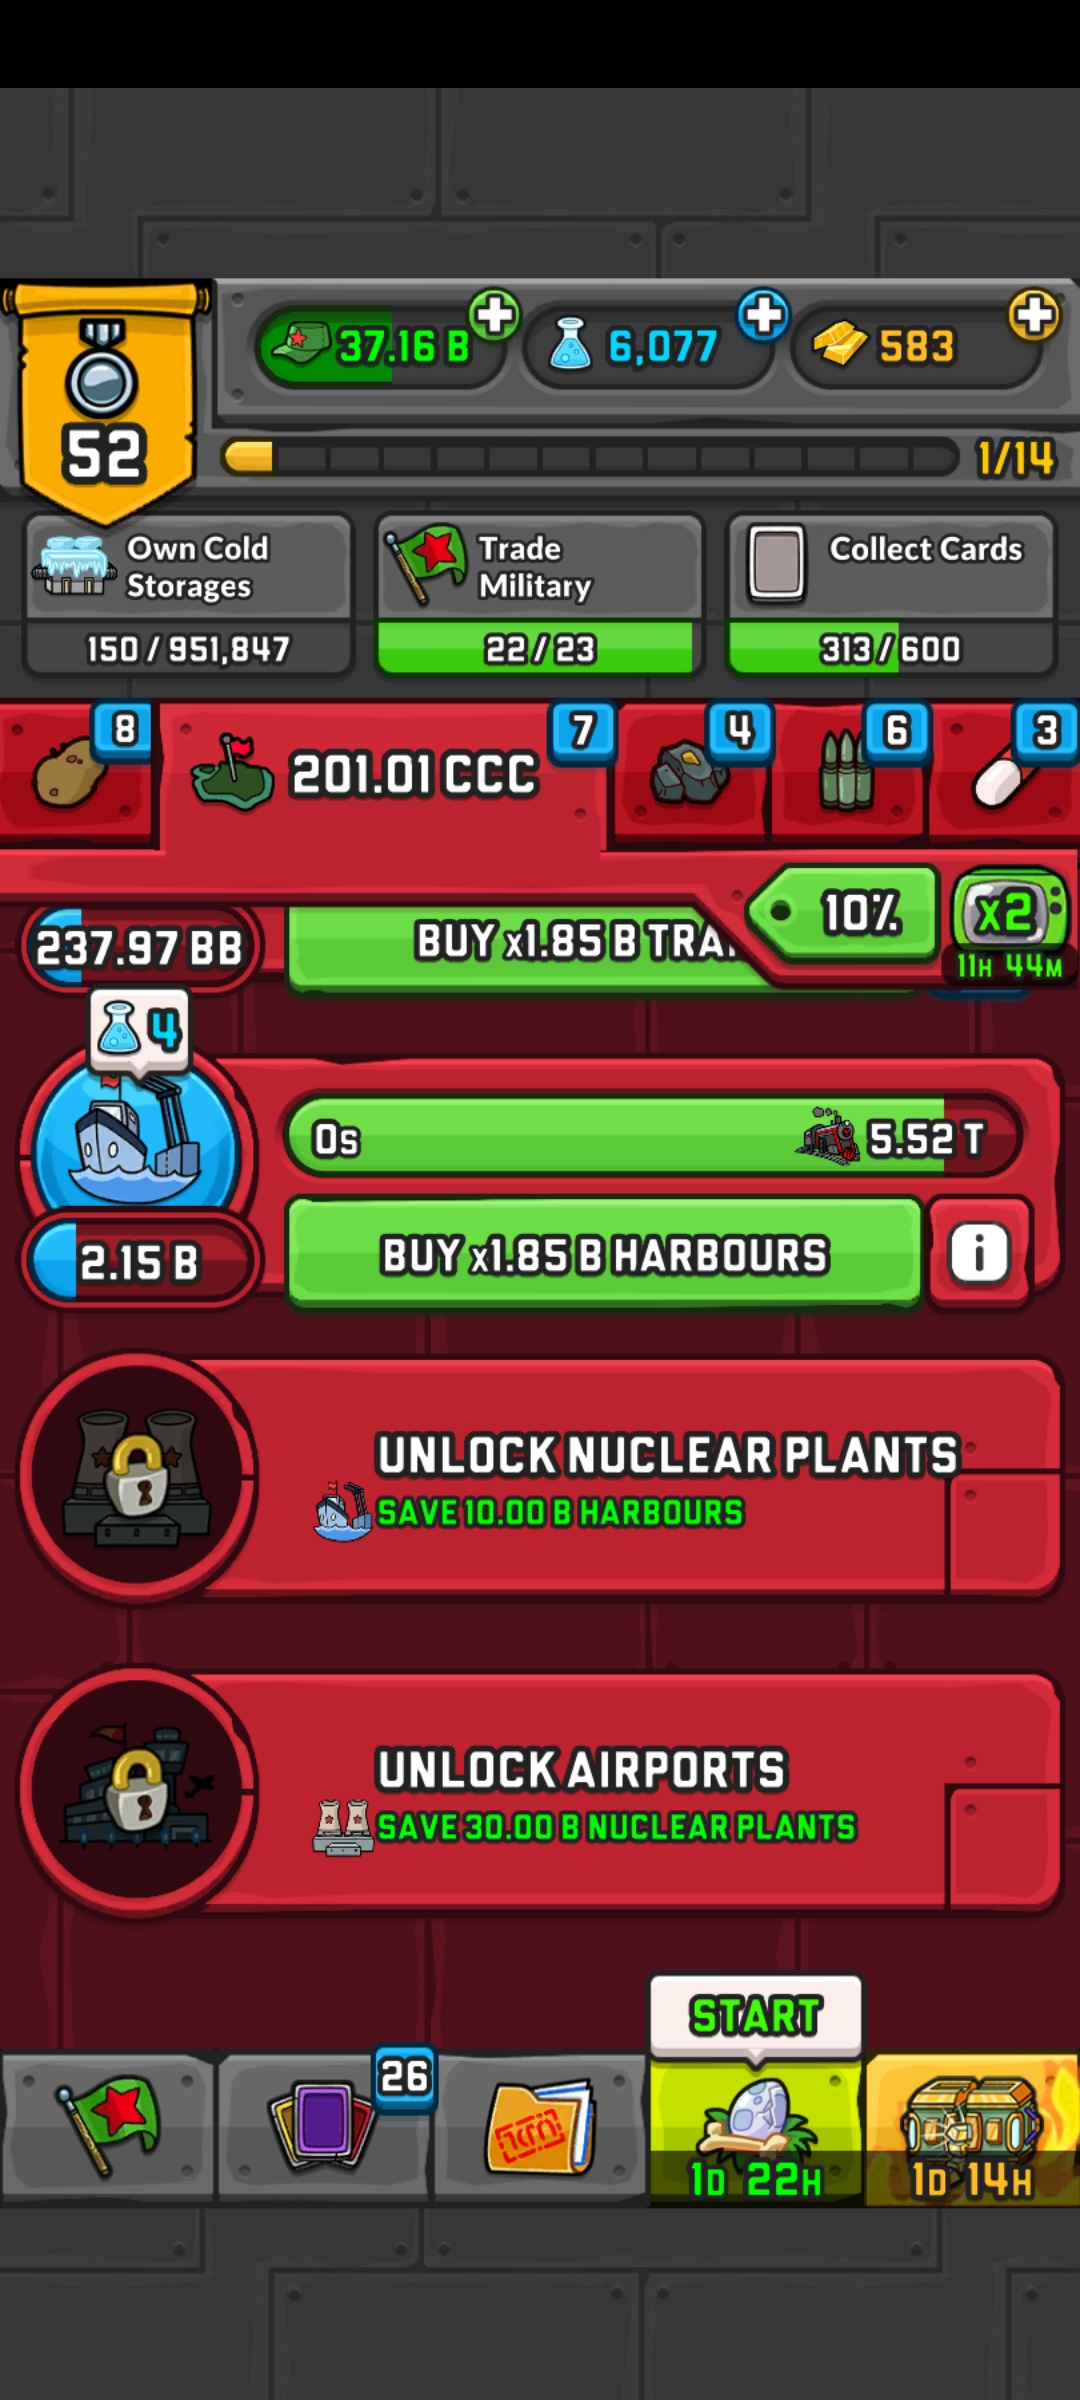 37.16 B
6,077
583
52
1/14
Own Cold
Storages
150 / 951,847
Trade
Military
22 / 23
Collect Cards
313 / 600
8
201.01 CCC
7
4
6
3
10%
x2
11H 44M
237.97 BB
BUY x1.85 B
4
0s
5.52 T
2.15 B
BUY x1.85 B HARBOURS
i
UNLOCK NUCLEAR PLANTS
SAVE 10.00 B HARBOURS
UNLOCK AIRPORTS
SAVE 30.00 B NUCLEAR PLANTS
START
26
1D 22H
1D 14H